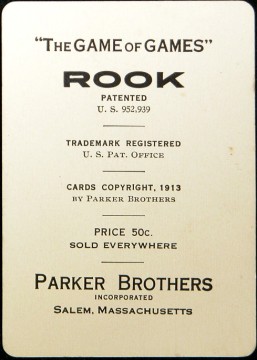 "THE GAME OF GAMES"
ROOK
PATENTED
U. S. 952,939
TRADEMARK REGISTERED
U. S. PAT. OFFICE
CARDS COPYRIGHT, 1913
BY PARKER BROTHERS
PRICE 50c.
SOLD EVERYWHERE
PARKER BROTHERS
INCORPORATED
SALEM, MASSACHUSETTS